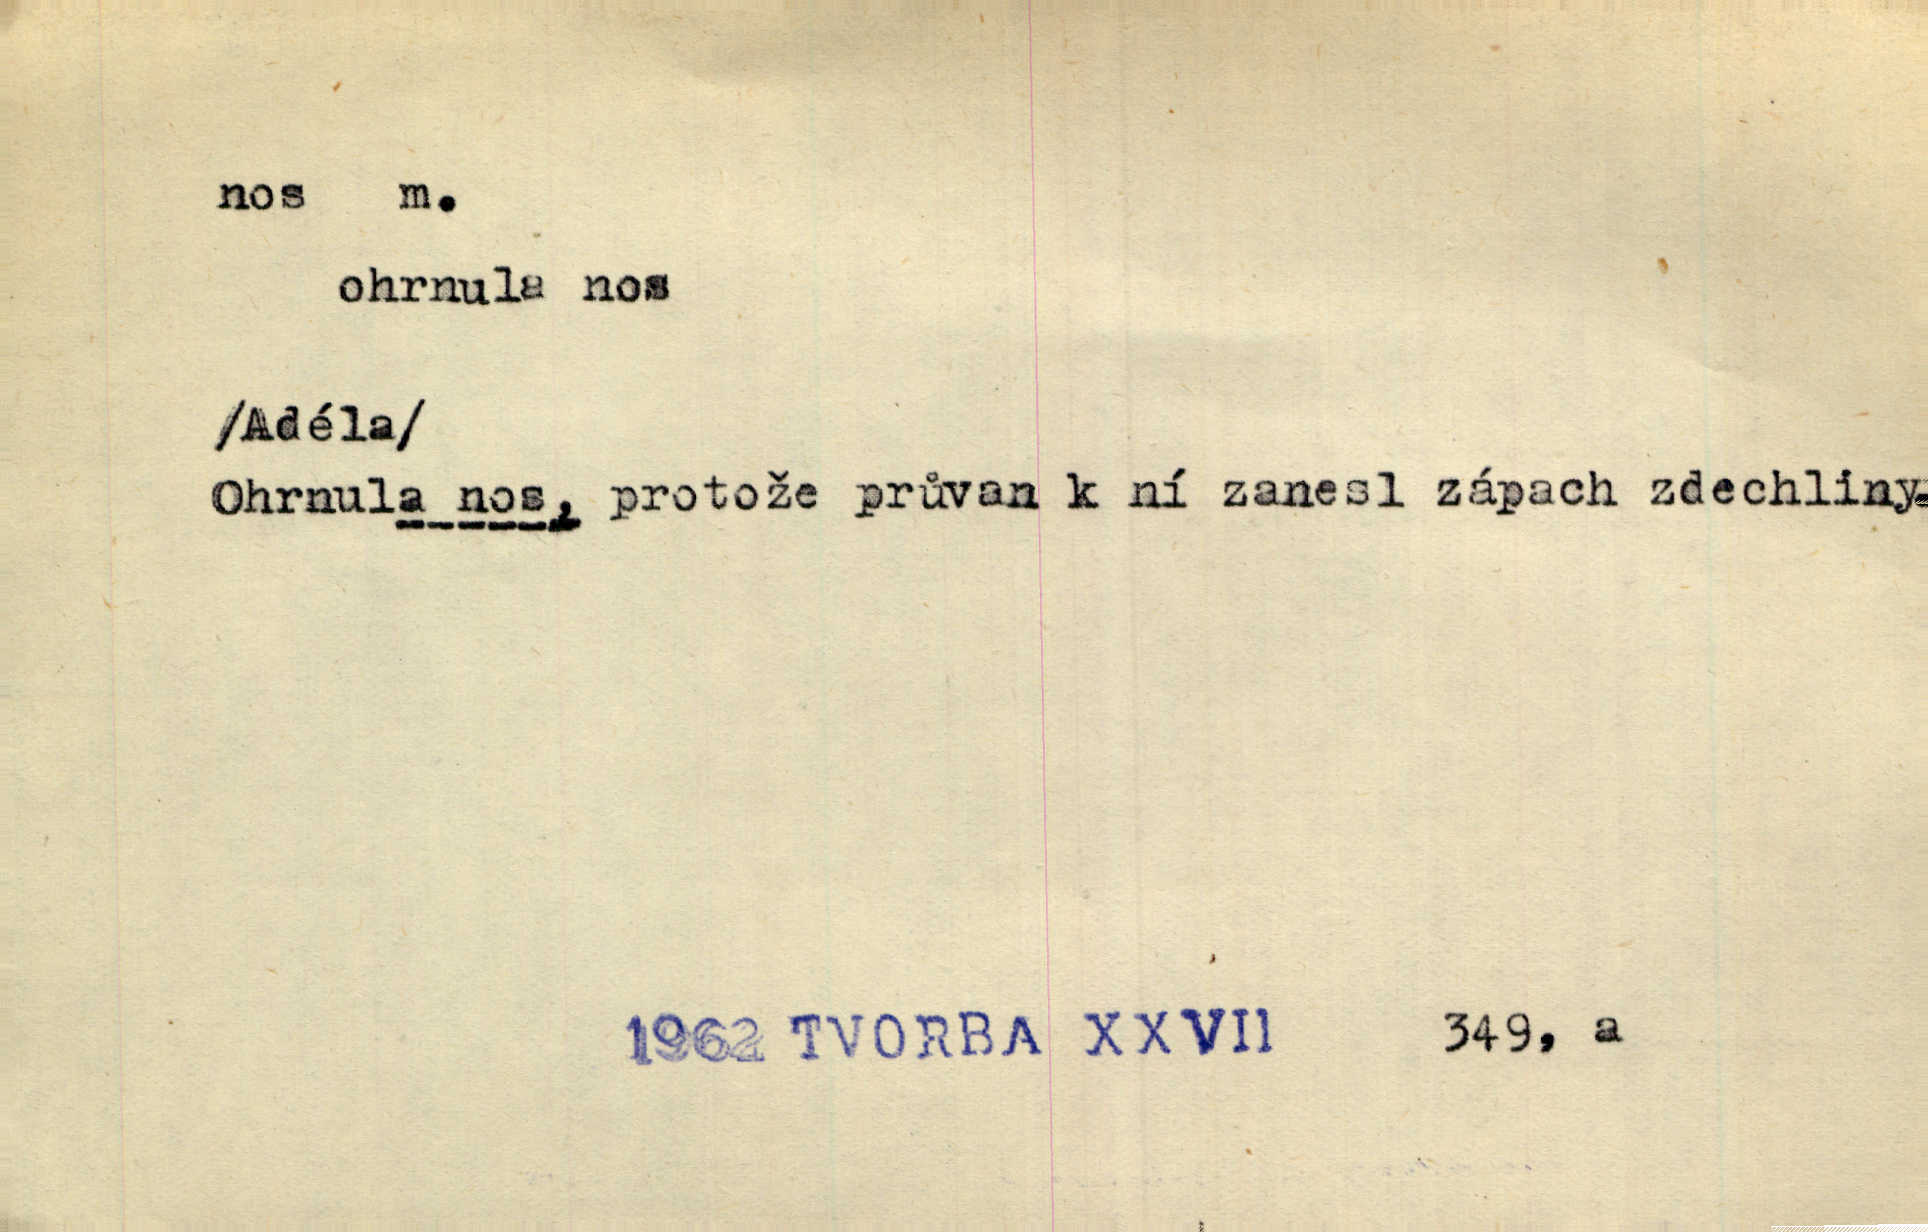 nos m.
ohrnula nos
/Adéla/
Ohrnula nos, protože průvan k ní zanesl zápach zdechliny.
1962 TVORBA XXVII 349, a